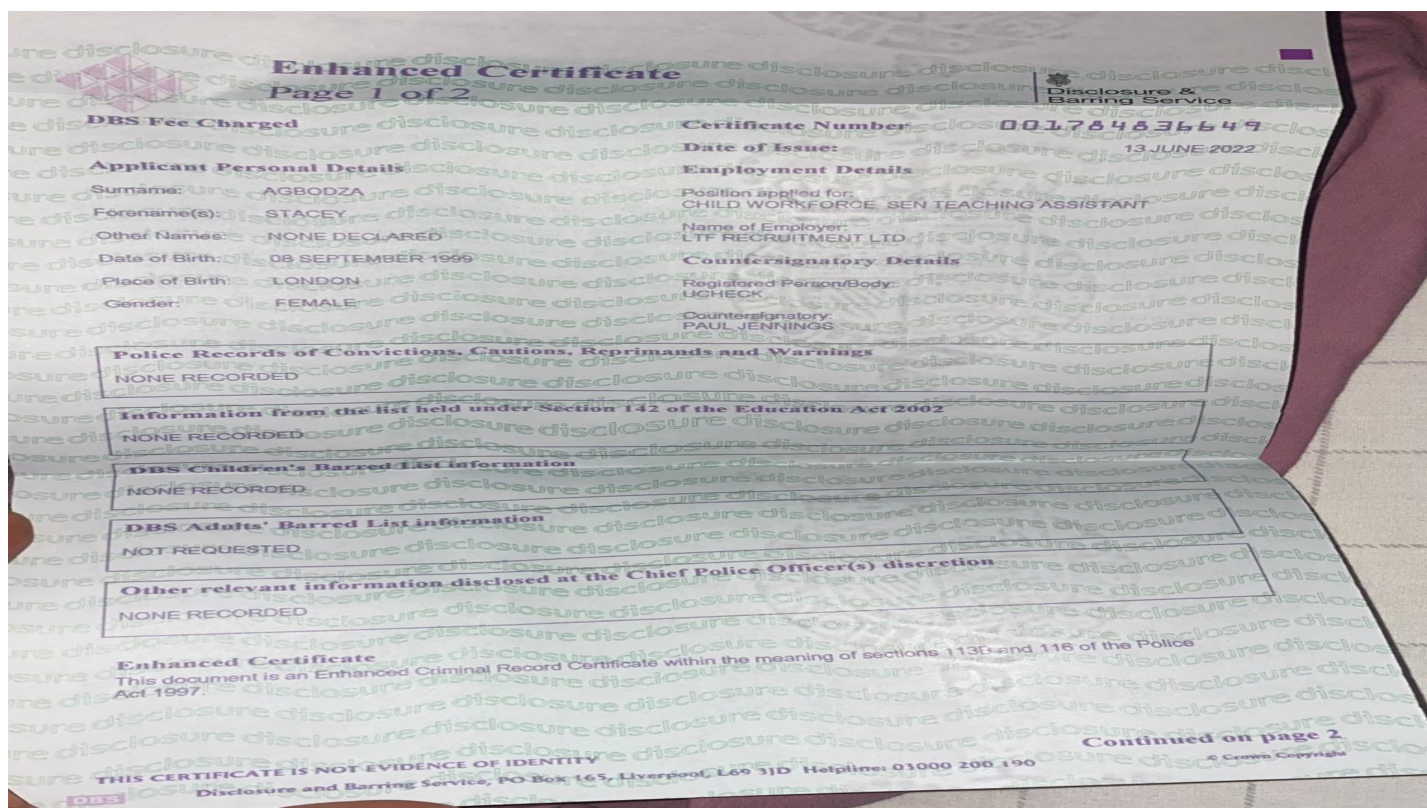 Enhanced Certificate
Page 1 of 2
Disclosure &
Barring Service
DBS Fee Charged
Certificate Number: 001784836649
Date of Issue: 13 JUNE 2022
Applicant Personal Details
Surname: AGBODZA
Forename(s): STACEY
Other Names: NONE DECLARED
Date of Birth: 08 SEPTEMBER 1999
Place of Birth: LONDON
Gender: FEMALE
Employment Details
Position applied for:
CHILD WORKFORCE SEN TEACHING ASSISTANT
Name of Employer:
LTF RECRUITMENT LTD
Countersignatory Details
Registered Person/Body:
UCHECK
Countersignatory:
PAUL JENNINGS
Police Records of Convictions, Cautions, Reprimands and Warnings
NONE RECORDED
Information from the list held under Section 142 of the Education Act 2002
NONE RECORDED
DBS Children's Barred List information
NONE RECORDED
DBS Adults' Barred List information
NOT REQUESTED
Other relevant information disclosed at the Chief Police Officer(s) discretion
NONE RECORDED
Enhanced Certificate
This document is an Enhanced Criminal Record Certificate within the meaning of sections 113B and 116 of the Police
Act 1997.
Continued on page 2
THIS CERTIFICATE IS NOT EVIDENCE OF IDENTITY
© Crown Copyright
DBS
Disclosure and Barring Service, PO Box 165, Liverpool, L69 3JD Helpline: 03000 200 190